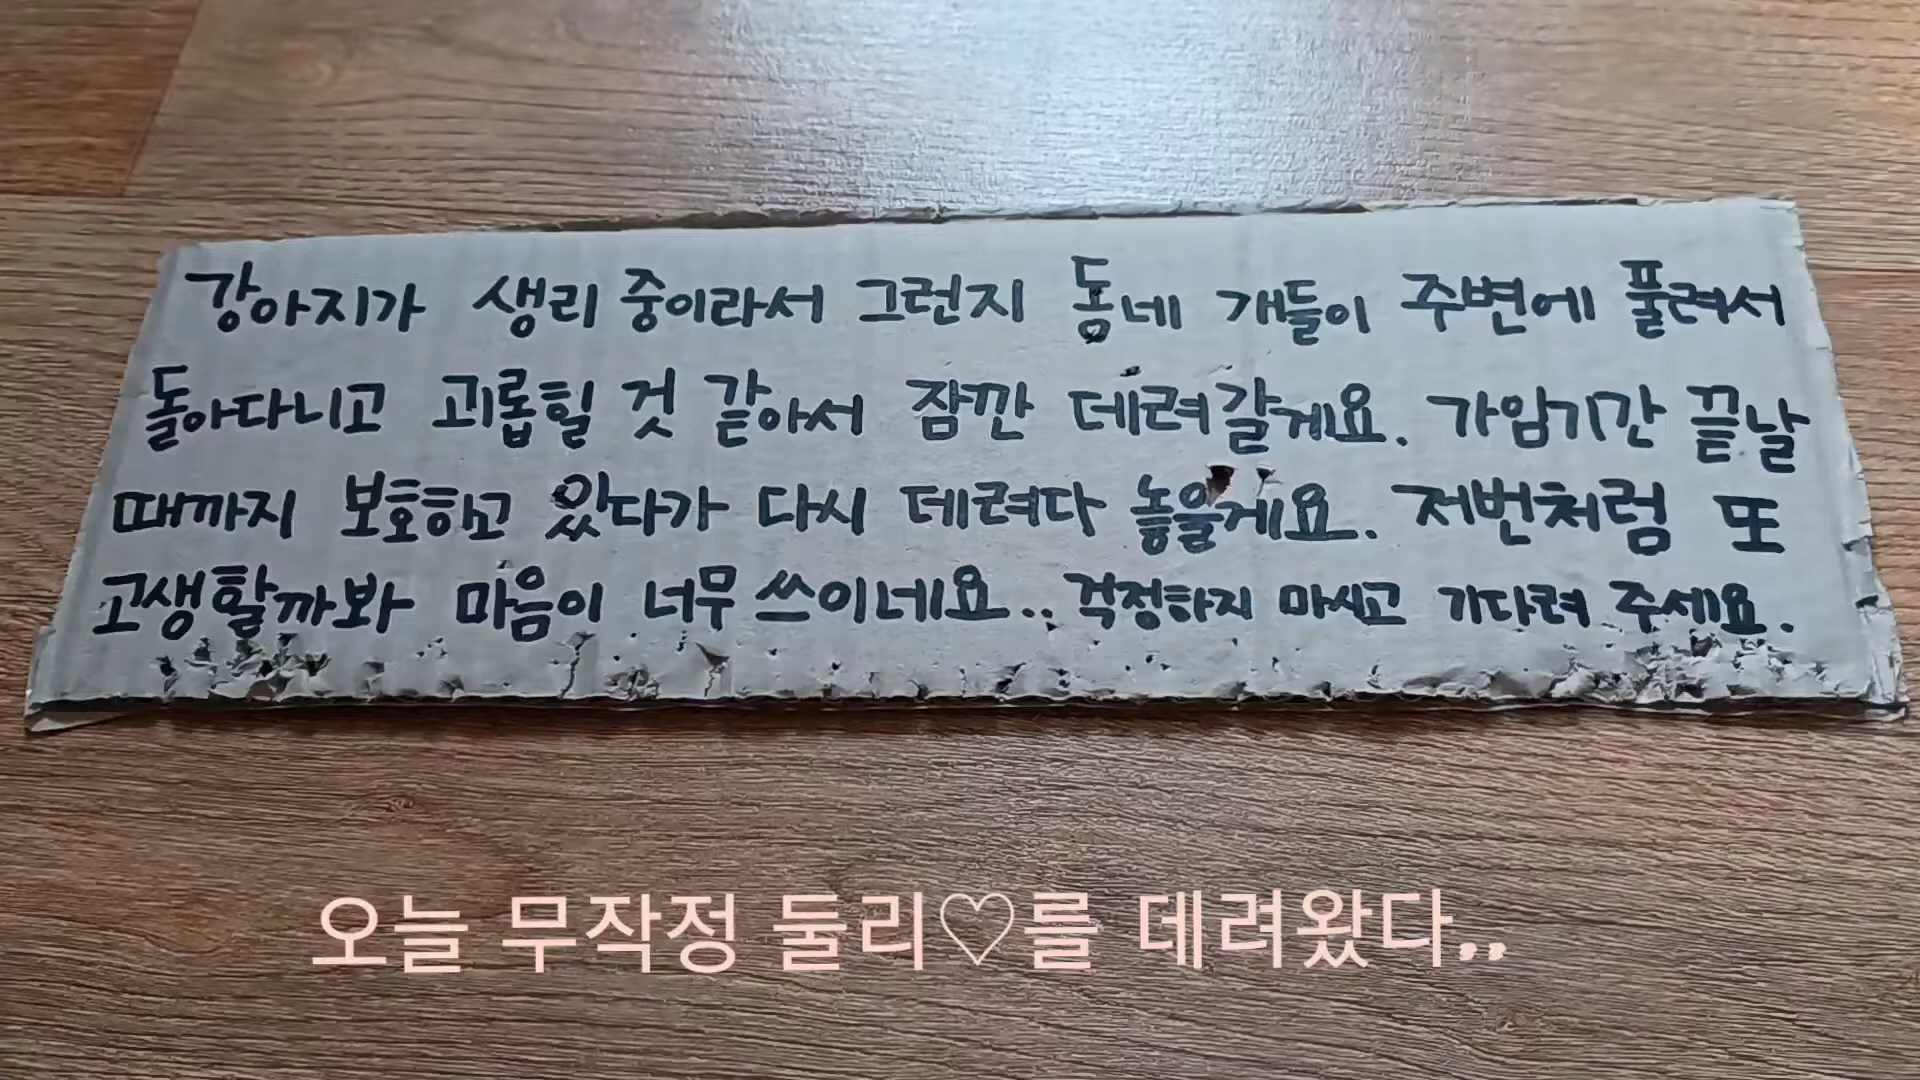 강아지가 생리 중이라서 그런지 동네 개들이 주변에 풀려서
돌아다니고 괴롭힐 것 같아서 잠깐 데려갈게요. 가임기간 끝날
때까지 보호하고 있다가 다시 데려다 놓을게요. 저번처럼 또
고생할까봐 마음이 너무 쓰이네요.. 걱정하지 마시고 기다려 주세요.
오늘 무작정 둘리♡를 데려왔다..